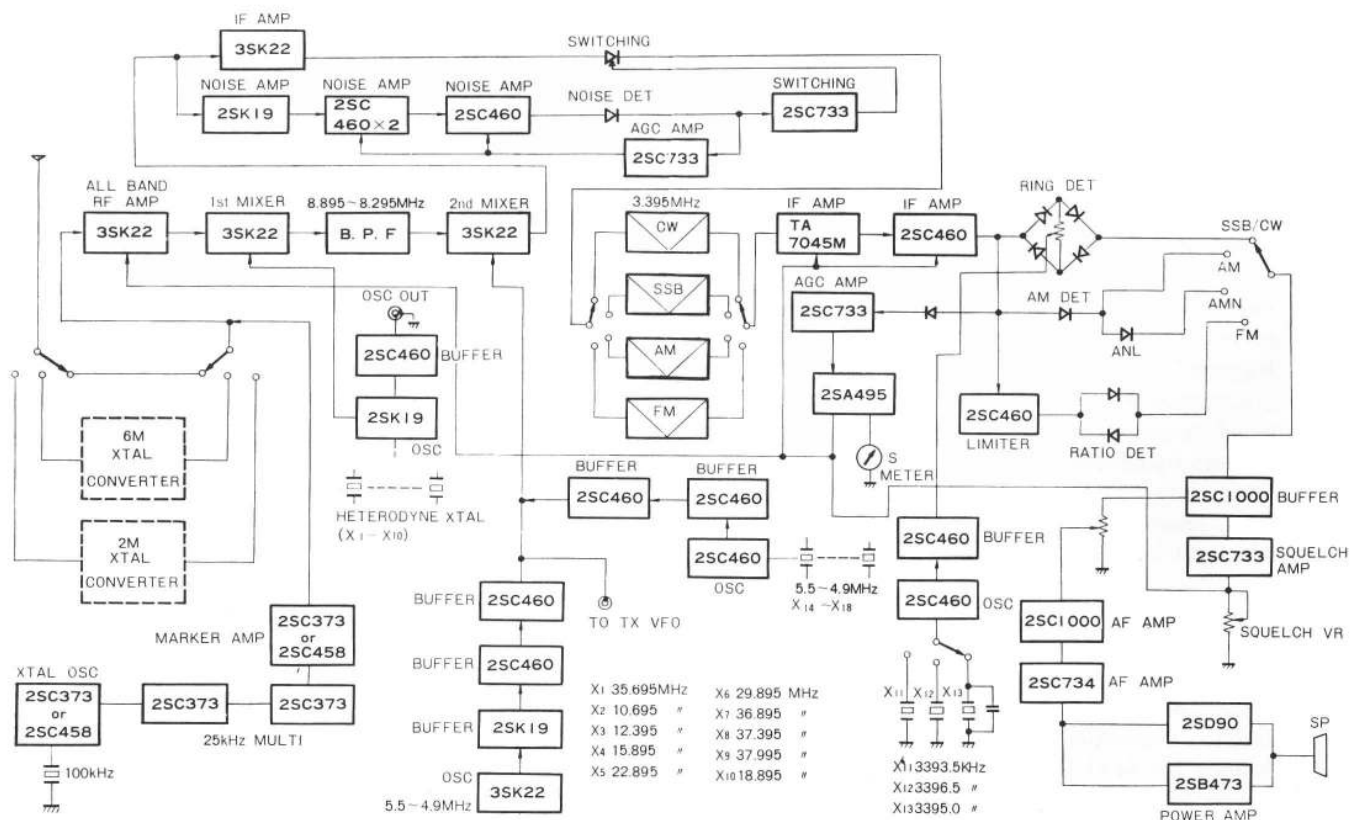 IF AMP
3SK22
SWITCHING
NOISE AMP
2SK19
NOISE AMP
2SC
460×2
NOISE AMP
2SC460
NOISE DET
SWITCHING
2SC733
AGC AMP
2SC733
ALL BAND
RF AMP
3SK22
1st MIXER
3SK22
8.895~8.295MHz
B. P. F
2nd MIXER
3SK22
3.395MHz
CW
SSB
AM
FM
IF AMP
TA
7045M
IF AMP
2SC460
RING DET
SSB/CW
AM
AMN
FM
AGC AMP
2SC733
AM DET
ANL
2SA495
S
METER
2SC460
LIMITER
RATIO DET
OSC OUT
2SC460
BUFFER
2SK19
OSC
HETERODYNE XTAL
(X1–X10)
6M
XTAL
CONVERTER
2M
XTAL
CONVERTER
BUFFER
2SC460
BUFFER
2SC460
2SC460
OSC
5.5~4.9MHz
X14 ~X18
TO TX VFO
BUFFER
2SC460
BUFFER
2SC460
BUFFER
2SK19
OSC
5.5~4.9MHz
3SK22
MARKER AMP
2SC373
or
2SC458
XTAL OSC
2SC373
or
2SC458
2SC373
2SC373
25kHz MULTI
100kHz
X1 35.695MHz
X2 10.695 〃
X3 12.395 〃
X4 15.895 〃
X5 22.895 〃
X6 29.895 MHz
X7 36.895 〃
X8 37.395 〃
X9 37.995 〃
X10 18.895 〃
2SC460
BUFFER
2SC460
OSC
X11 X12 X13
X11 3393.5KHz
X12 3396.5 〃
X13 3395.0 〃
2SC1000
BUFFER
2SC733
SQUELCH
AMP
SQUELCH VR
2SC1000
AF AMP
2SC734
AF AMP
2SD90
2SB473
POWER AMP
SP